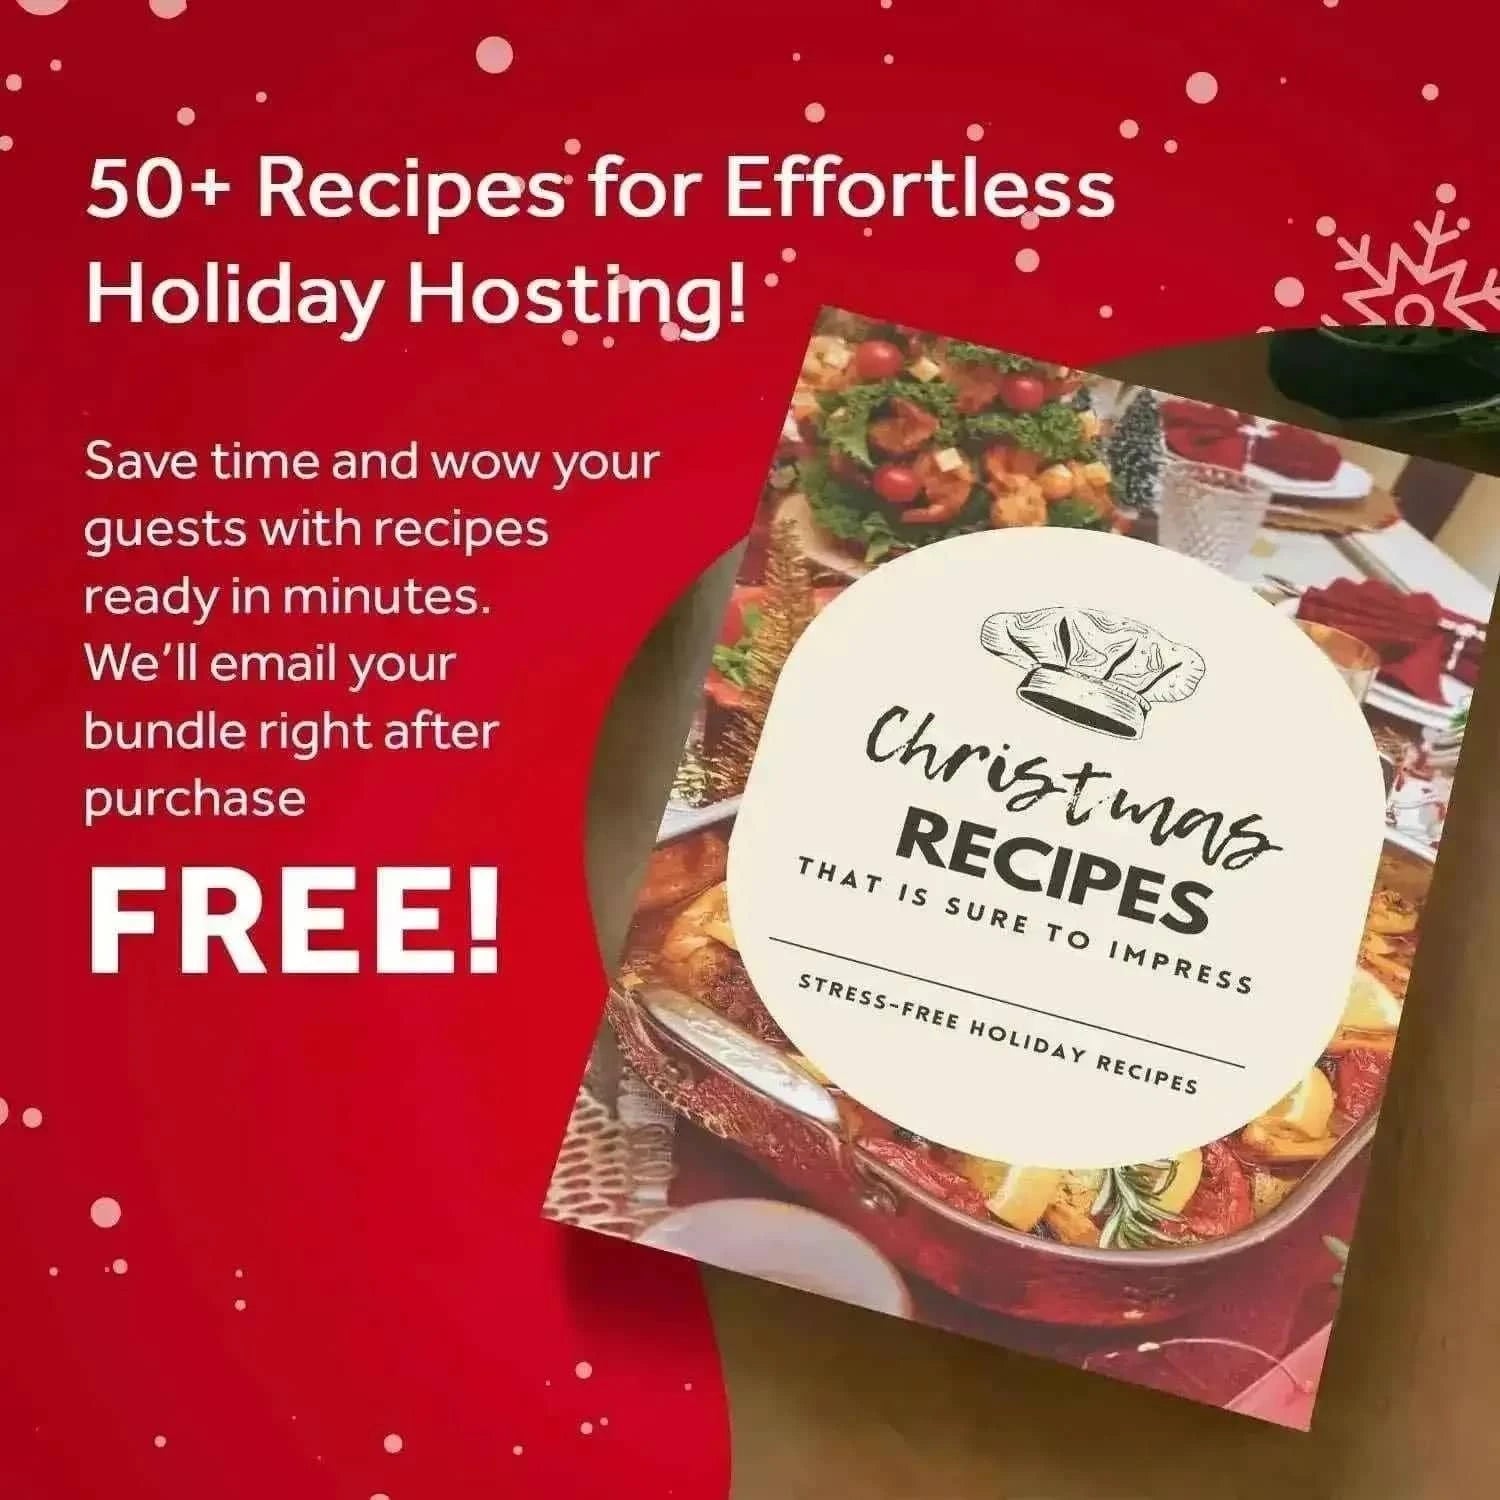 50+ Recipes for Effortless
Holiday Hosting!
Save time and wow your
guests with recipes
ready in minutes.
We'll email your
bundle right after
purchase
FREE!
Christmas
RECIPES
THAT IS SURE TO IMPRESS
STRESS-FREE HOLIDAY RECIPES